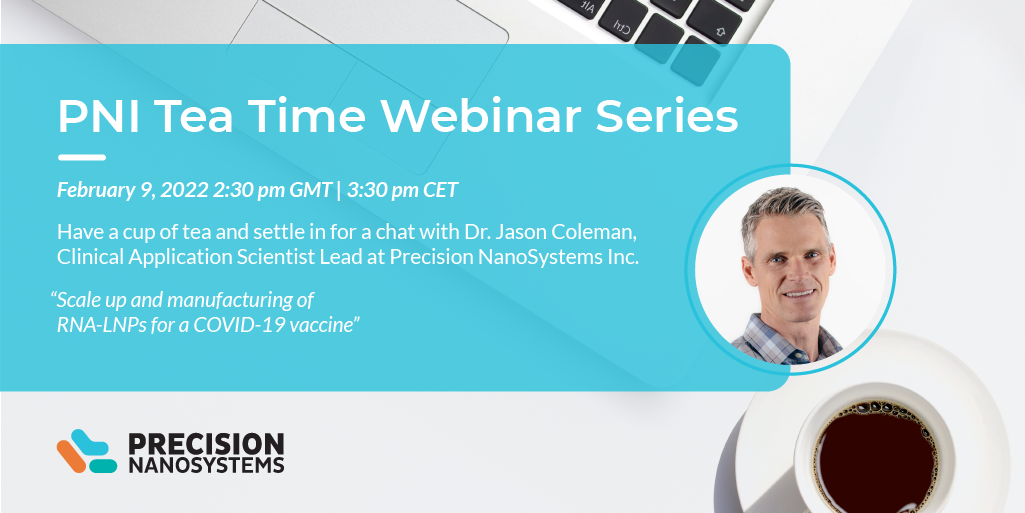 Alt
Ctrl
PNI Tea Time Webinar Series
February 9, 2022 2:30 pm GMT | 3:30 pm CET
Have a cup of tea and settle in for a chat with Dr. Jason Coleman,
Clinical Application Scientist Lead at Precision NanoSystems Inc.
“Scale up and manufacturing of
RNA-LNPs for a COVID-19 vaccine”
PRECISION
NANOSYSTEMS